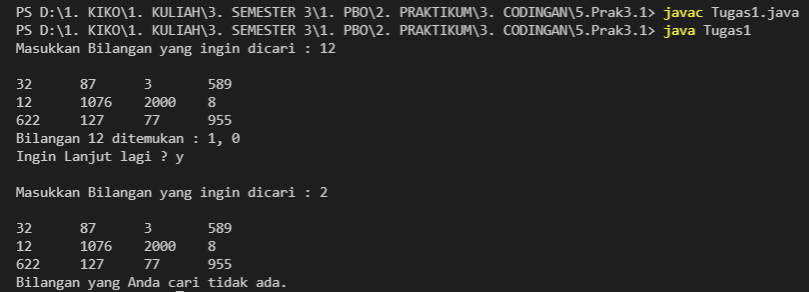 PS D:\1. KIKO\1. KULIAH\3. SEMESTER 3\1. PBO\2. PRAKTIKUM\3. CODINGAN\5.Prak3.1> javac Tugas1.java
PS D:\1. KIKO\1. KULIAH\3. SEMESTER 3\1. PBO\2. PRAKTIKUM\3. CODINGAN\5.Prak3.1> java Tugas1
Masukkan Bilangan yang ingin dicari : 12
32 87 3 589
12 1076 2000 8
622 127 77 955
Bilangan 12 ditemukan : 1, 0
Ingin Lanjut lagi ? y
Masukkan Bilangan yang ingin dicari : 2
32 87 3 589
12 1076 2000 8
622 127 77 955
Bilangan yang Anda cari tidak ada.